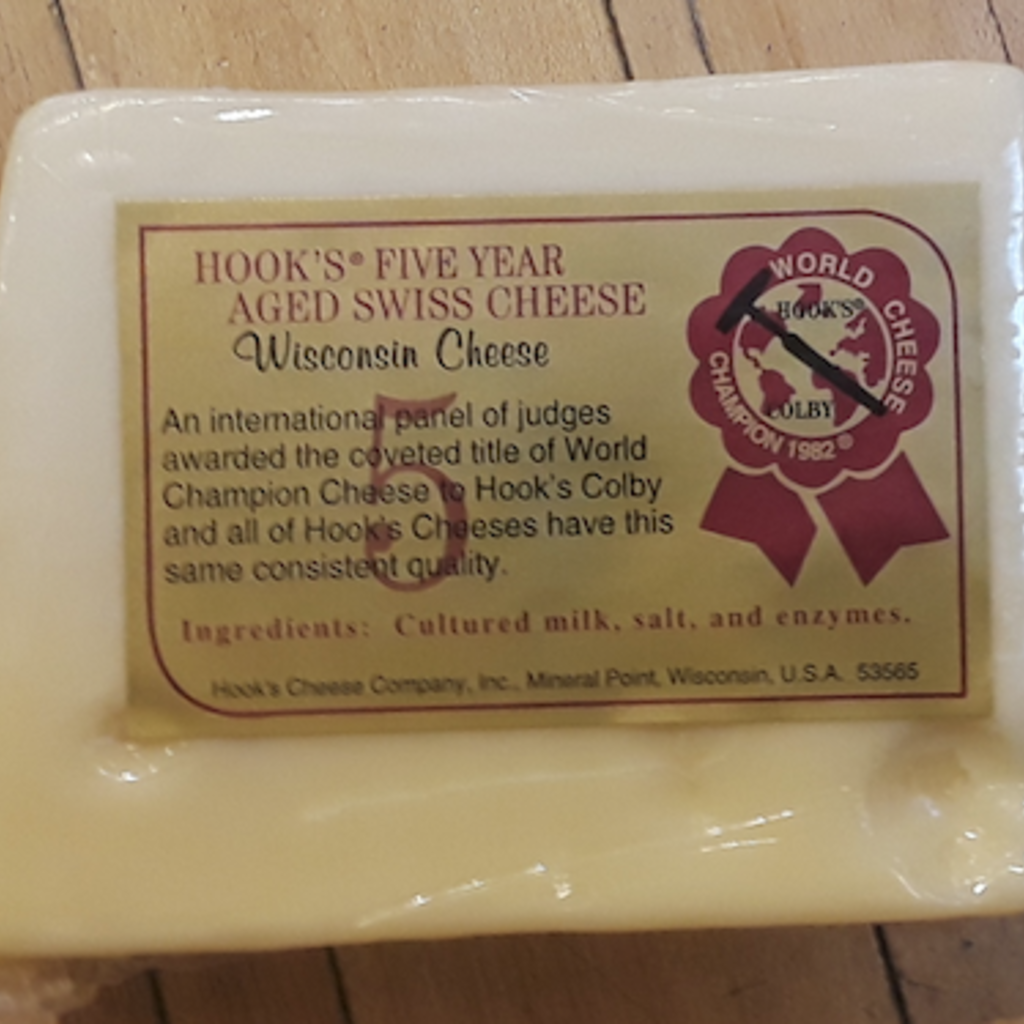 HOOK'S® FIVE YEAR
AGED SWISS CHEESE
Wisconsin Cheese
5
An international panel of judges
awarded the coveted title of World
Champion Cheese to Hook's Colby
and all of Hook's Cheeses have this
same consistent quality.
Ingredients: Cultured milk, salt, and enzymes.
Hook's Cheese Company, Inc., Mineral Point, Wisconsin, U.S.A. 53565
WORLD CHEESE
CHAMPION 1982®
HOOK'S®
COLBY